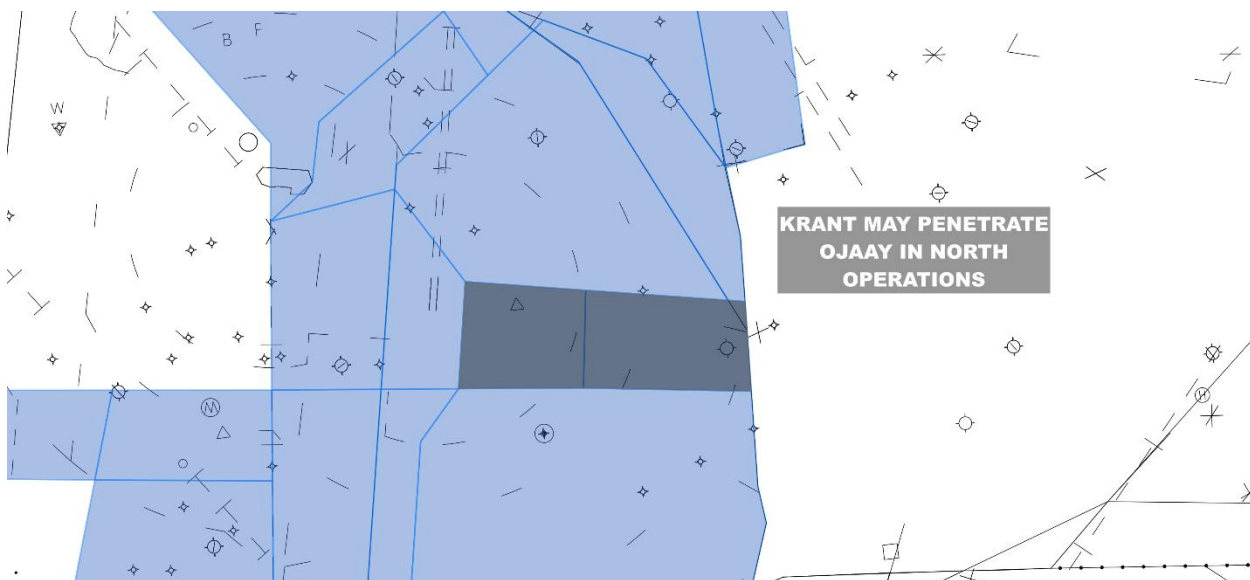 B F
W
KRANT MAY PENETRATE
OJAAY IN NORTH
OPERATIONS
M
H